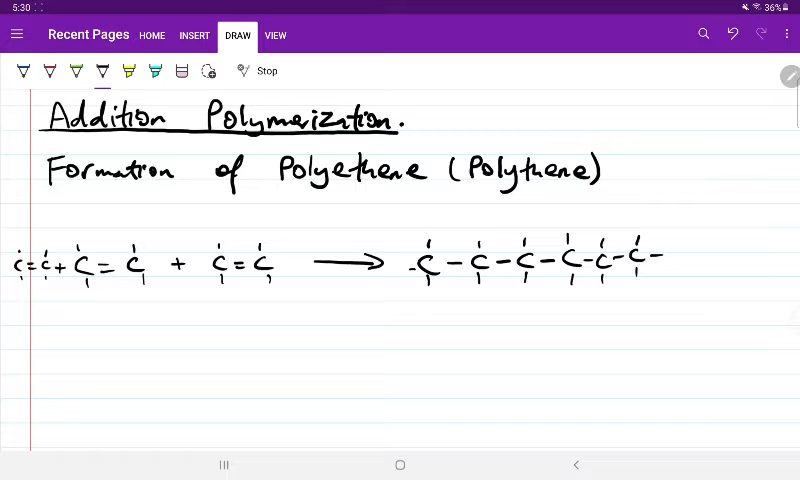 5:30
36%
Recent Pages HOME INSERT DRAW VIEW
Stop
Addition Polymerization.
Formation of Polyethene (Polythene)
C = C + C = C + C = C → - C - C - C - C - C - C -